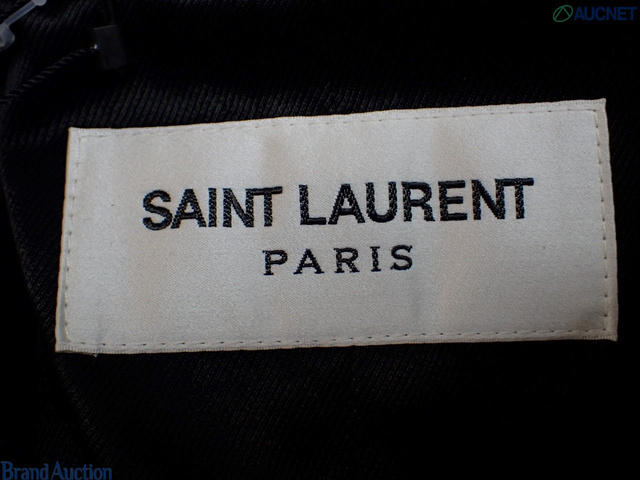 AUCNET
SAINT LAURENT
PARIS
Brand Auction